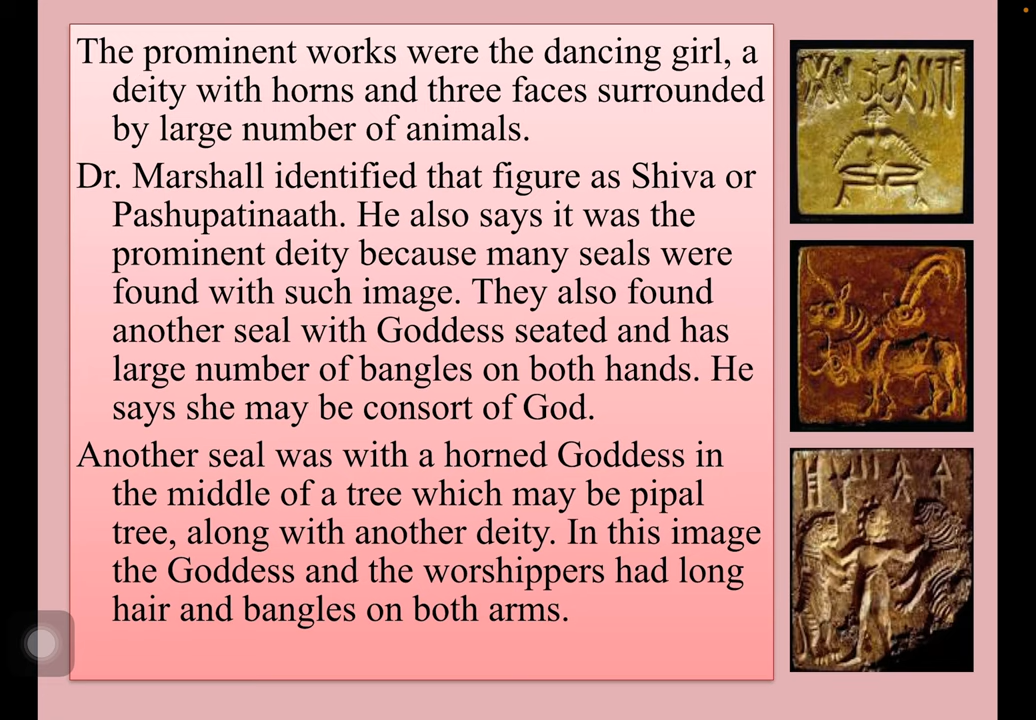 The prominent works were the dancing girl, a
deity with horns and three faces surrounded
by large number of animals.
Dr. Marshall identified that figure as Shiva or
Pashupatinaath. He also says it was the
prominent deity because many seals were
found with such image. They also found
another seal with Goddess seated and has
large number of bangles on both hands. He
says she may be consort of God.
Another seal was with a horned Goddess in
the middle of a tree which may be pipal
tree, along with another deity. In this image
the Goddess and the worshippers had long
hair and bangles on both arms.